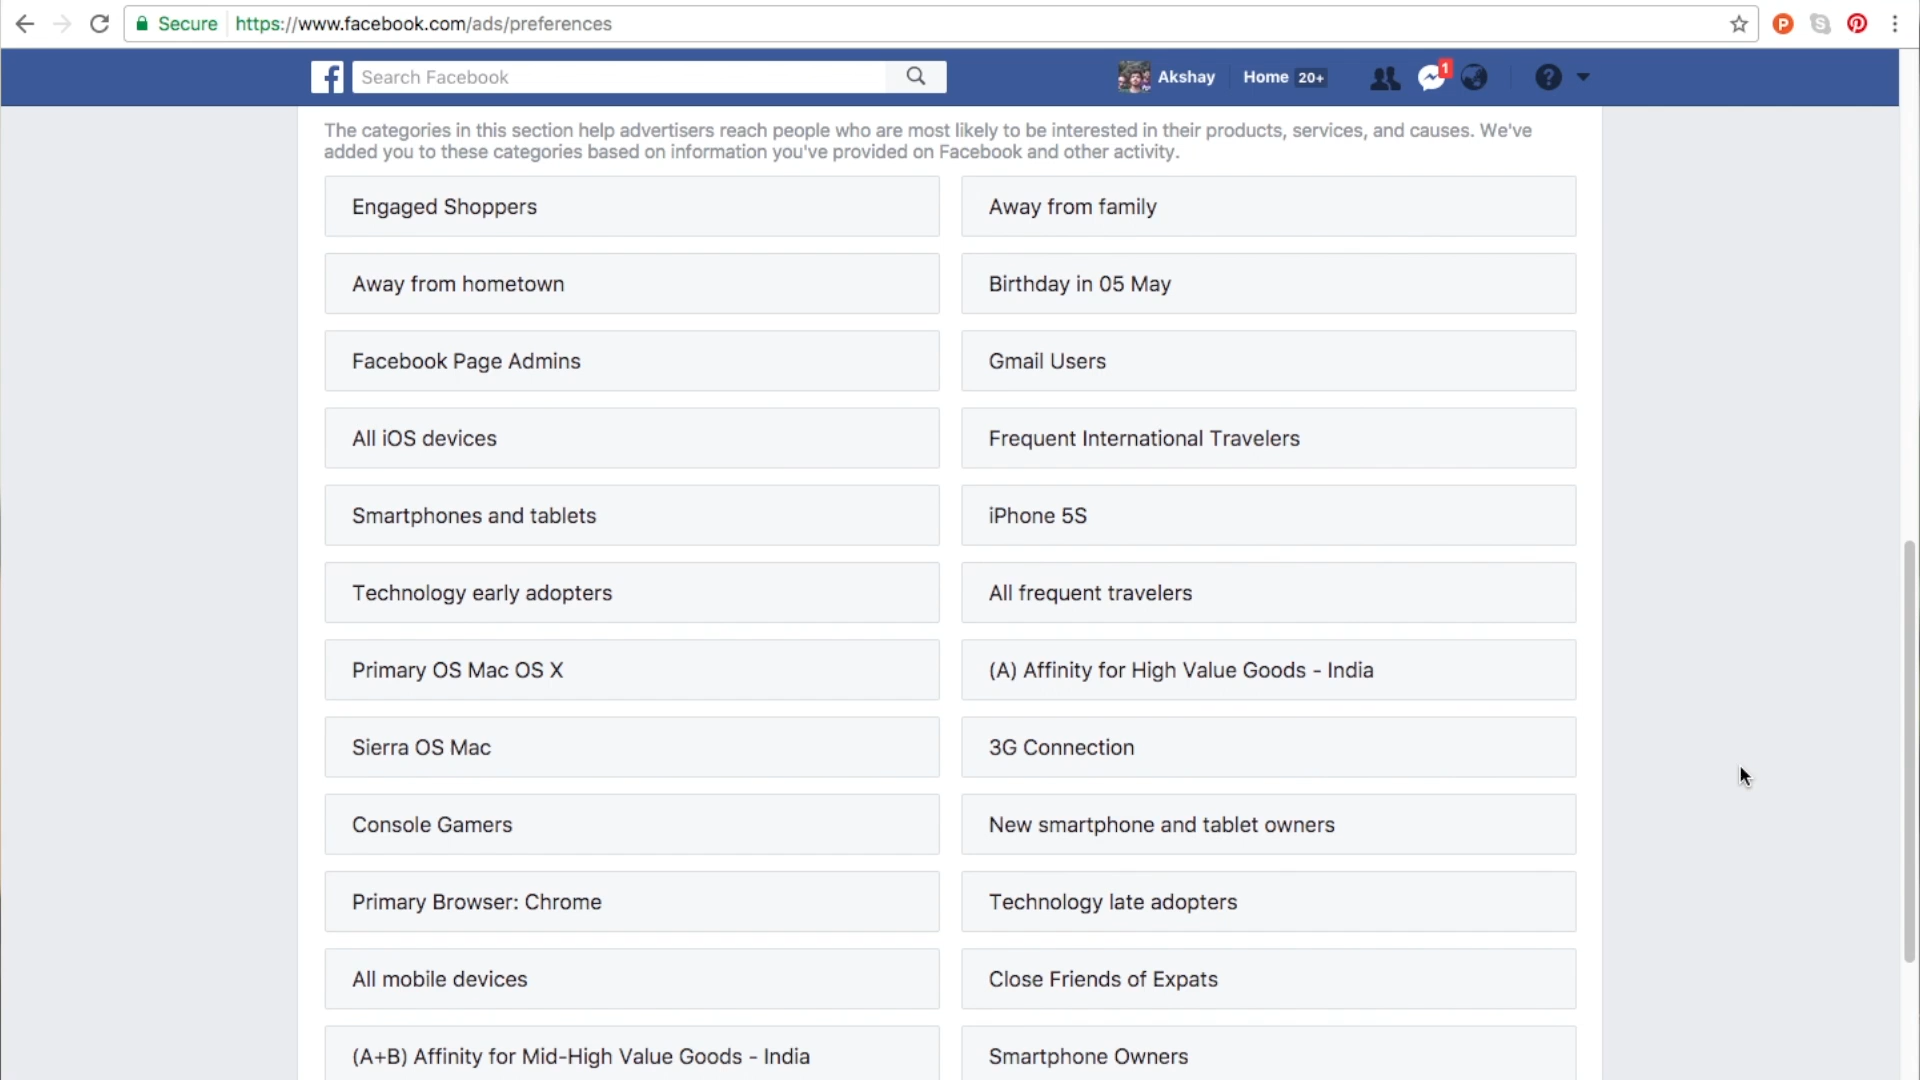 Secure https://www.facebook.com/ads/preferences
P
Search Facebook
Akshay Home 20+
1
The categories in this section help advertisers reach people who are most likely to be interested in their products, services, and causes. We've
added you to these categories based on information you've provided on Facebook and other activity.
Engaged Shoppers
Away from family
Away from hometown
Birthday in 05 May
Facebook Page Admins
Gmail Users
All iOS devices
Frequent International Travelers
Smartphones and tablets
iPhone 5S
Technology early adopters
All frequent travelers
Primary OS Mac OS X
(A) Affinity for High Value Goods - India
Sierra OS Mac
3G Connection
Console Gamers
New smartphone and tablet owners
Primary Browser: Chrome
Technology late adopters
All mobile devices
Close Friends of Expats
(A+B) Affinity for Mid-High Value Goods - India
Smartphone Owners